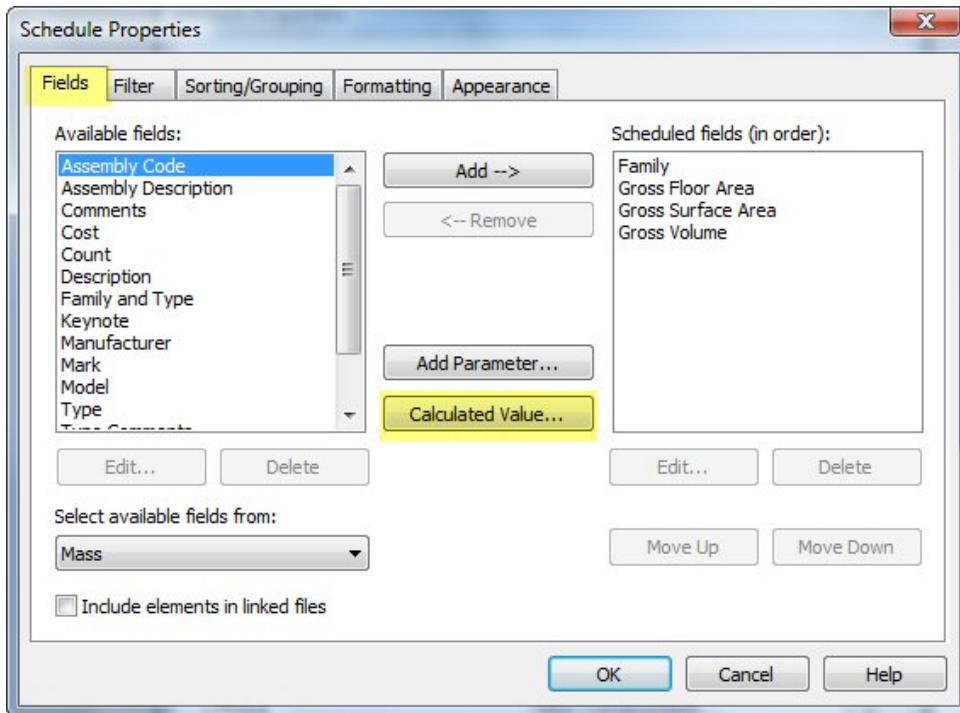 Schedule Properties
Fields
Filter
Sorting/Grouping
Formatting
Appearance
Available fields:
Assembly Code
Assembly Description
Comments
Cost
Count
Description
Family and Type
Keynote
Manufacturer
Mark
Model
Type
Type Comments
Edit...
Delete
Select available fields from:
Mass
Include elements in linked files
Add -->
<-- Remove
Add Parameter...
Calculated Value...
Scheduled fields (in order):
Family
Gross Floor Area
Gross Surface Area
Gross Volume
Edit...
Delete
Move Up
Move Down
OK
Cancel
Help